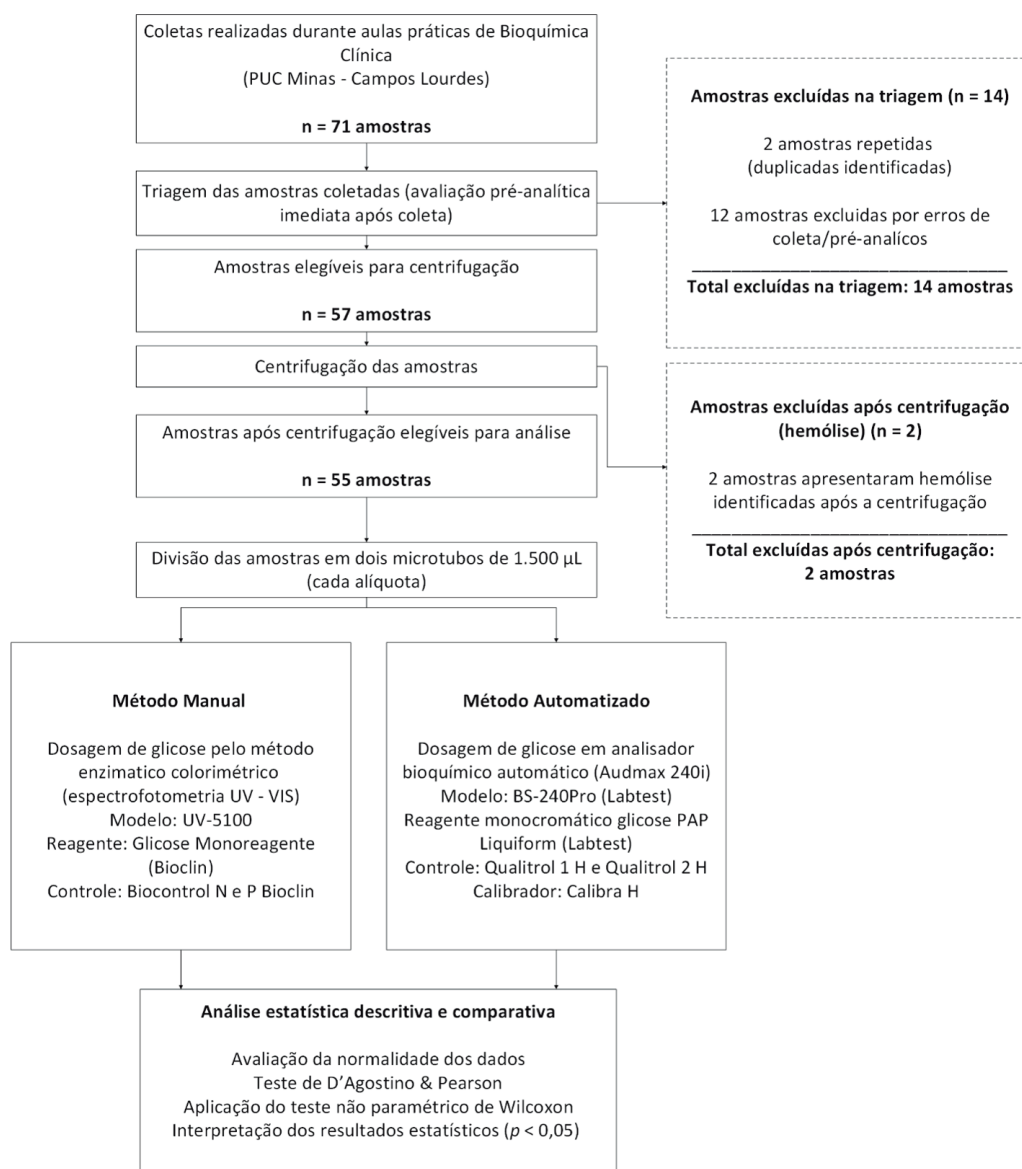 Coletas realizadas durante aulas práticas de Bioquímica
Clínica
(PUC Minas - Campos Lourdes)
n = 71 amostras
Triagem das amostras coletadas (avaliação pré-analítica
imediata após coleta)
Amostras excluídas na triagem (n = 14)
2 amostras repetidas
(duplicadas identificadas)
12 amostras excluidas por erros de
coleta/pré-analícos
Total excluídas na triagem: 14 amostras
Amostras elegíveis para centrifugação
n = 57 amostras
Centrifugação das amostras
Amostras excluídas após centrifugação
(hemólise) (n = 2)
2 amostras apresentaram hemólise
identificadas após a centrifugação
Total excluídas após centrifugação:
2 amostras
Amostras após centrifugação elegíveis para análise
n = 55 amostras
Divisão das amostras em dois microtubos de 1.500 µL
(cada alíquota)
Método Manual
Dosagem de glicose pelo método
enzimatico colorimétrico
(espectrofotometria UV - VIS)
Modelo: UV-5100
Reagente: Glicose Monoreagente
(Bioclin)
Controle: Biocontrol N e P Bioclin
Método Automatizado
Dosagem de glicose em analisador
bioquímico automático (Audmax 240i)
Modelo: BS-240Pro (Labtest)
Reagente monocromático glicose PAP
Liquiform (Labtest)
Controle: Qualitrol 1 H e Qualitrol 2 H
Calibrador: Calibra H
Análise estatística descritiva e comparativa
Avaliação da normalidade dos dados
Teste de D’Agostino & Pearson
Aplicação do teste não paramétrico de Wilcoxon
Interpretação dos resultados estatísticos (p < 0,05)